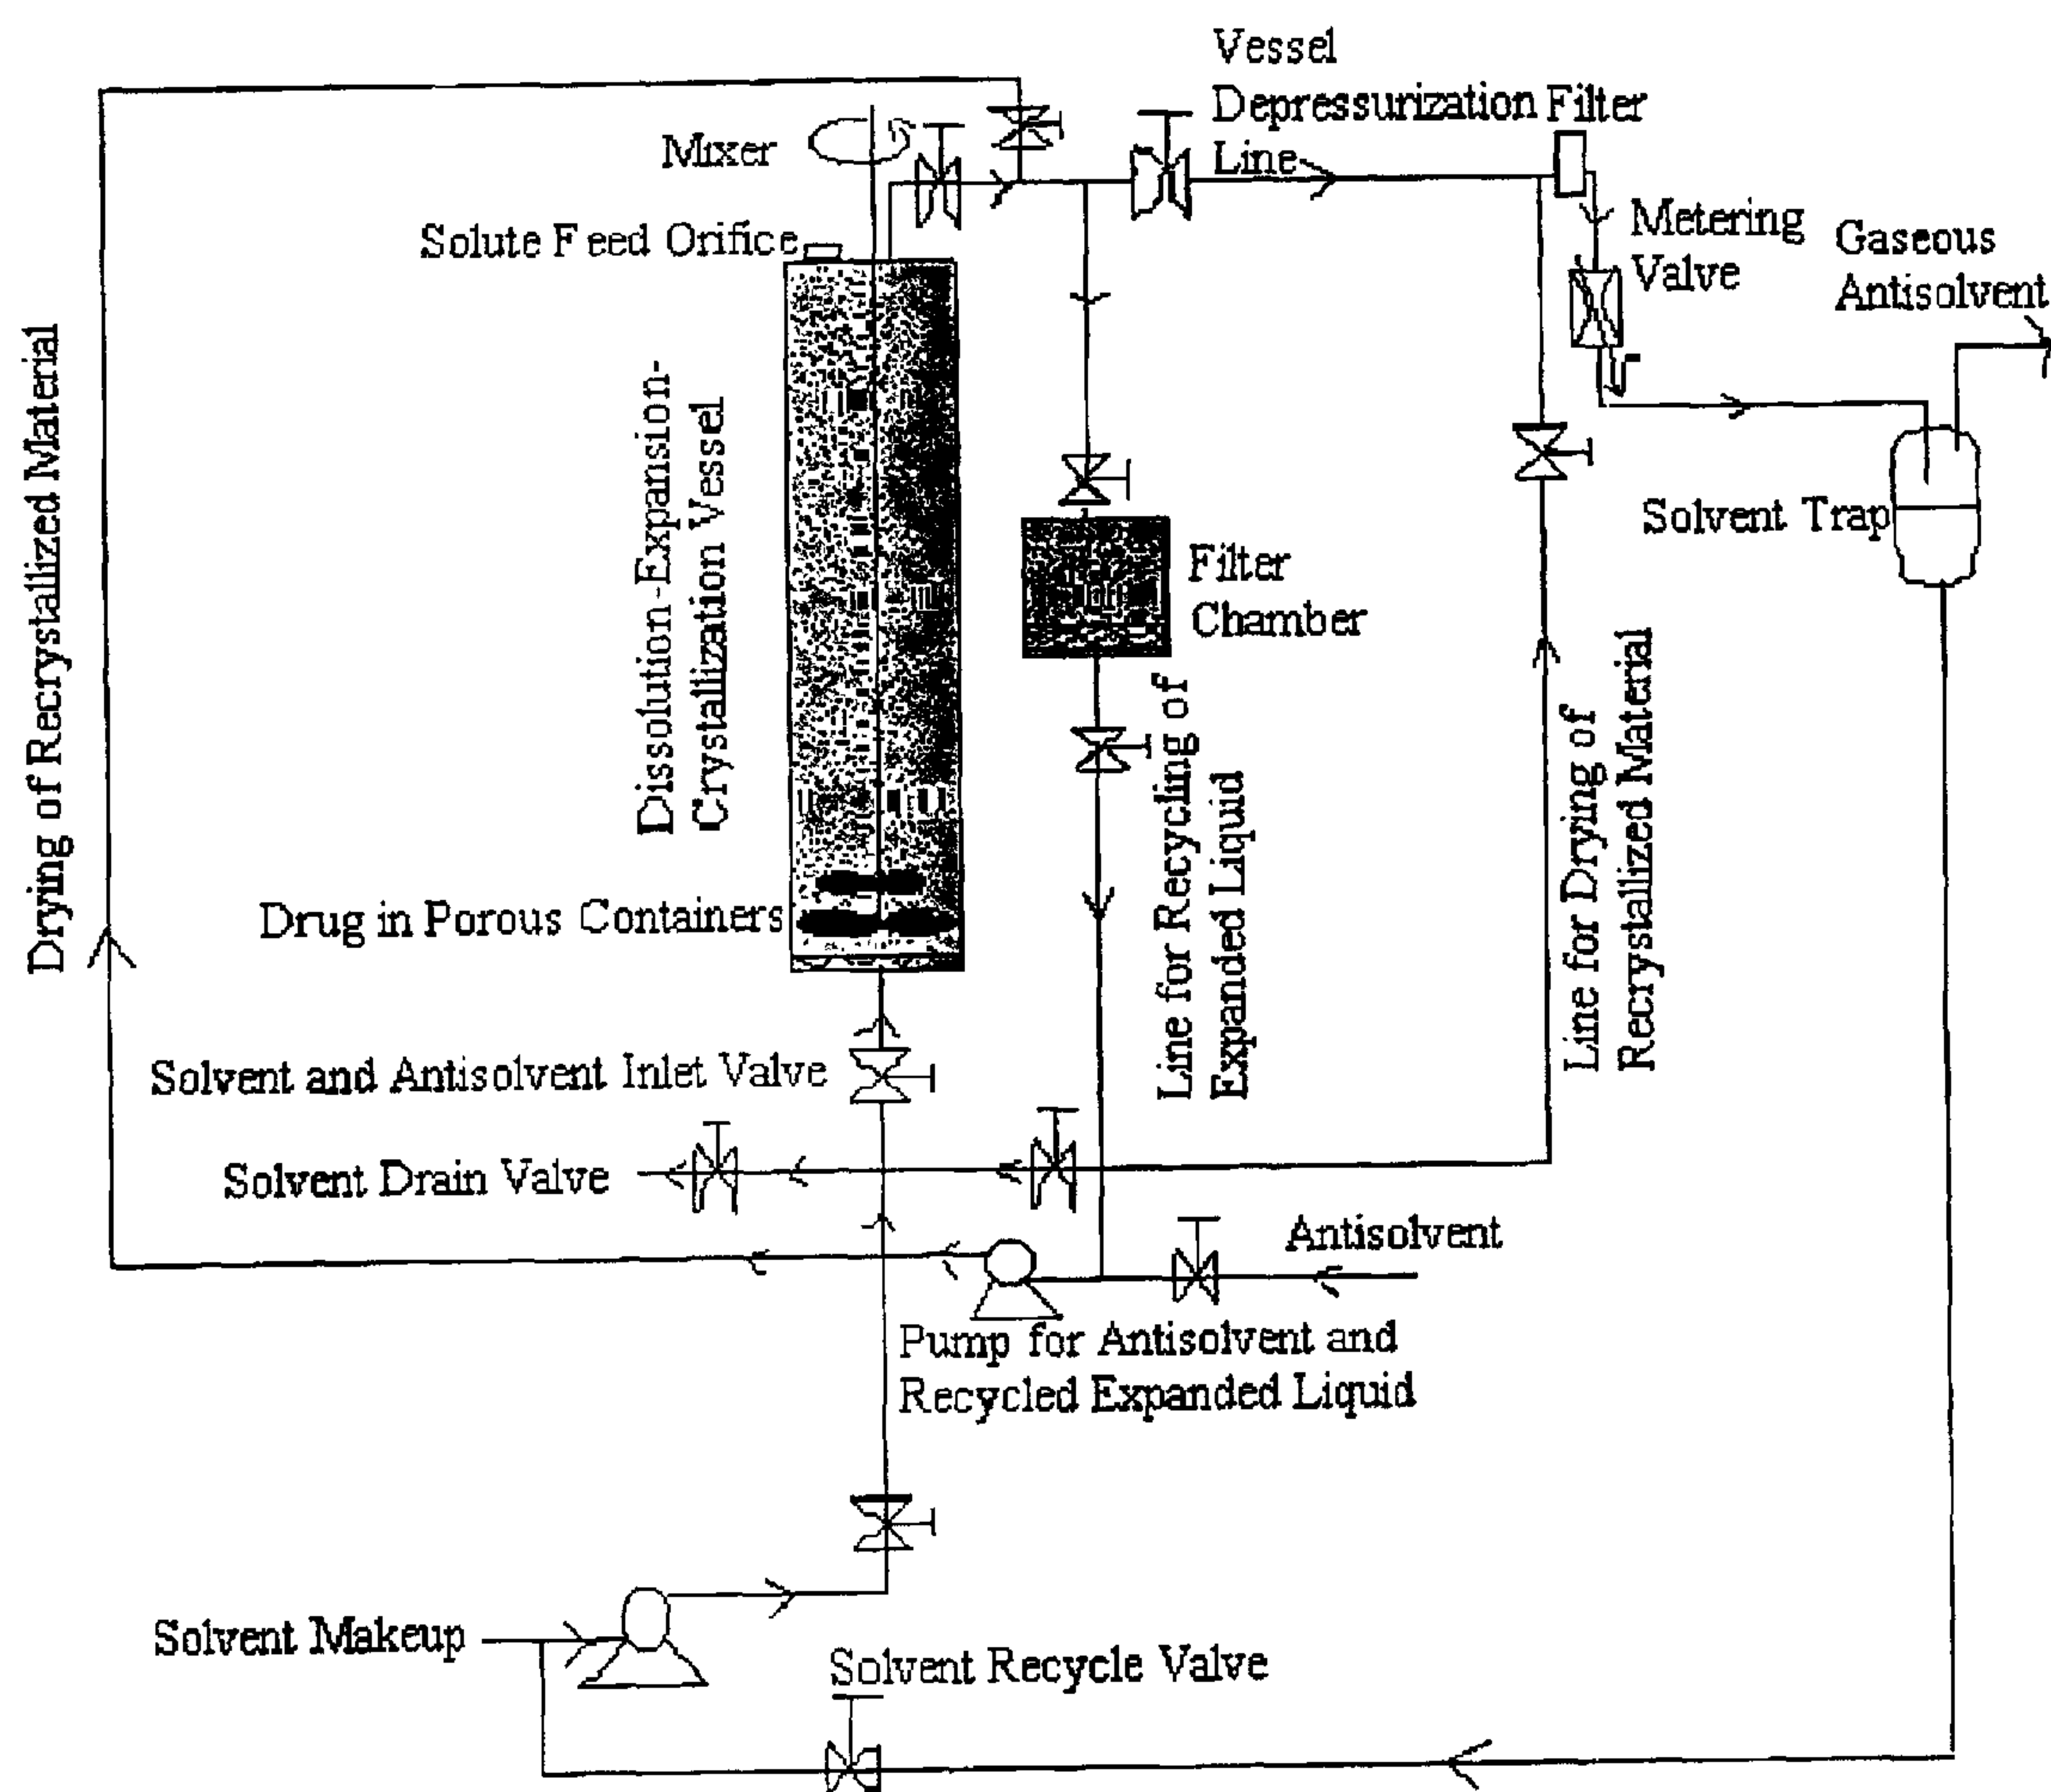 Vessel
Depressurization Filter
Line
Mixer
Metering
Valve
Gaseous
Antisolvent
Solute Feed Orifice
Drying of Recrystallized Material
Dissolution-Expansion-
Crystallization Vessel
Solvent Trap
Filter
Chamber
Line for Recycling of
Expanded Liquid
Line for Drying of
Recrystallized Material
Drug in Porous Containers
Solvent and Antisolvent Inlet Valve
Solvent Drain Valve
Antisolvent
Pump for Antisolvent and
Recycled Expanded Liquid
Solvent Makeup
Solvent Recycle Valve